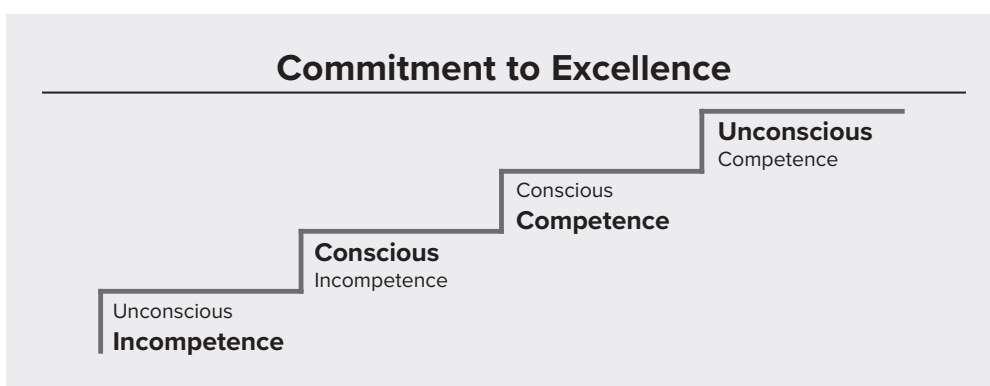 Commitment to Excellence
Unconscious
Competence
Conscious
Competence
Conscious
Incompetence
Unconscious
Incompetence